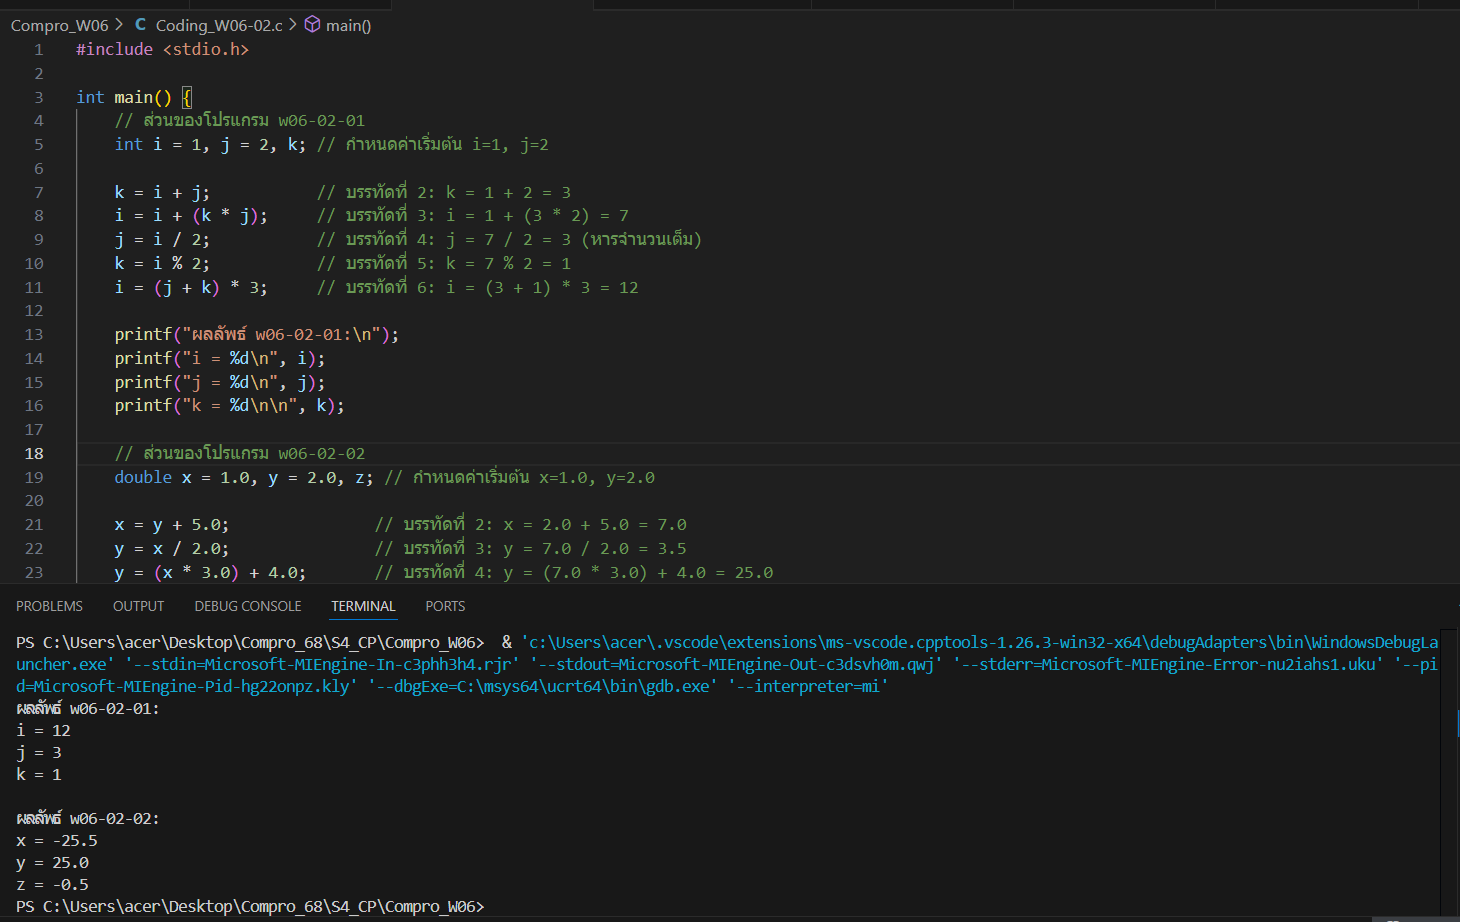 Compro_W06 > C Coding_W06-02.c > main()
1 #include <stdio.h>
2
3 int main() {
4 // ส่วนของโปรแกรม w06-02-01
5 int i = 1, j = 2, k; // กำหนดค่าเริ่มต้น i=1, j=2
6
7 k = i + j; // บรรทัดที่ 2: k = 1 + 2 = 3
8 i = i + (k * j); // บรรทัดที่ 3: i = 1 + (3 * 2) = 7
9 j = i / 2; // บรรทัดที่ 4: j = 7 / 2 = 3 (หารจำนวนเต็ม)
10 k = i % 2; // บรรทัดที่ 5: k = 7 % 2 = 1
11 i = (j + k) * 3; // บรรทัดที่ 6: i = (3 + 1) * 3 = 12
12
13 printf("ผลลัพธ์ w06-02-01:\n");
14 printf("i = %d\n", i);
15 printf("j = %d\n", j);
16 printf("k = %d\n\n", k);
17
18 // ส่วนของโปรแกรม w06-02-02
19 double x = 1.0, y = 2.0, z; // กำหนดค่าเริ่มต้น x=1.0, y=2.0
20
21 x = y + 5.0; // บรรทัดที่ 2: x = 2.0 + 5.0 = 7.0
22 y = x / 2.0; // บรรทัดที่ 3: y = 7.0 / 2.0 = 3.5
23 y = (x * 3.0) + 4.0; // บรรทัดที่ 4: y = (7.0 * 3.0) + 4.0 = 25.0
PROBLEMS OUTPUT DEBUG CONSOLE TERMINAL PORTS
PS C:\Users\acer\Desktop\Compro_68\S4_CP\Compro_W06> & 'c:\Users\acer\.vscode\extensions\ms-vscode.cpptools-1.26.3-win32-x64\debugAdapters\bin\WindowsDebugLa
uncher.exe' '--stdin=Microsoft-MIEngine-In-c3phh3h4.rjr' '--stdout=Microsoft-MIEngine-Out-c3dsvh0m.qwj' '--stderr=Microsoft-MIEngine-Error-nu2iahs1.uku' '--pi
d=Microsoft-MIEngine-Pid-hg22onpz.kly' '--dbgExe=C:\msys64\ucrt64\bin\gdb.exe' '--interpreter=mi'
ผลลัพธ์ w06-02-01:
i = 12
j = 3
k = 1
ผลลัพธ์ w06-02-02:
x = -25.5
y = 25.0
z = -0.5
PS C:\Users\acer\Desktop\Compro_68\S4_CP\Compro_W06>